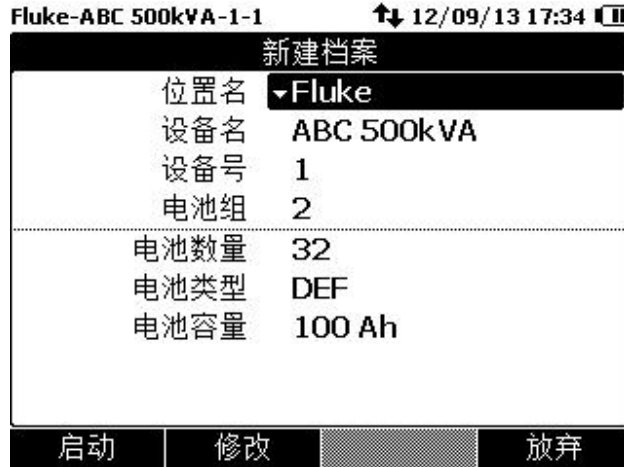 Fluke-ABC 500kVA-1-1 12/09/13 17:34
新建档案
位置名 Fluke
设备名 ABC 500kVA
设备号 1
电池组 2
电池数量 32
电池类型 DEF
电池容量 100 Ah
启动 修改 放弃